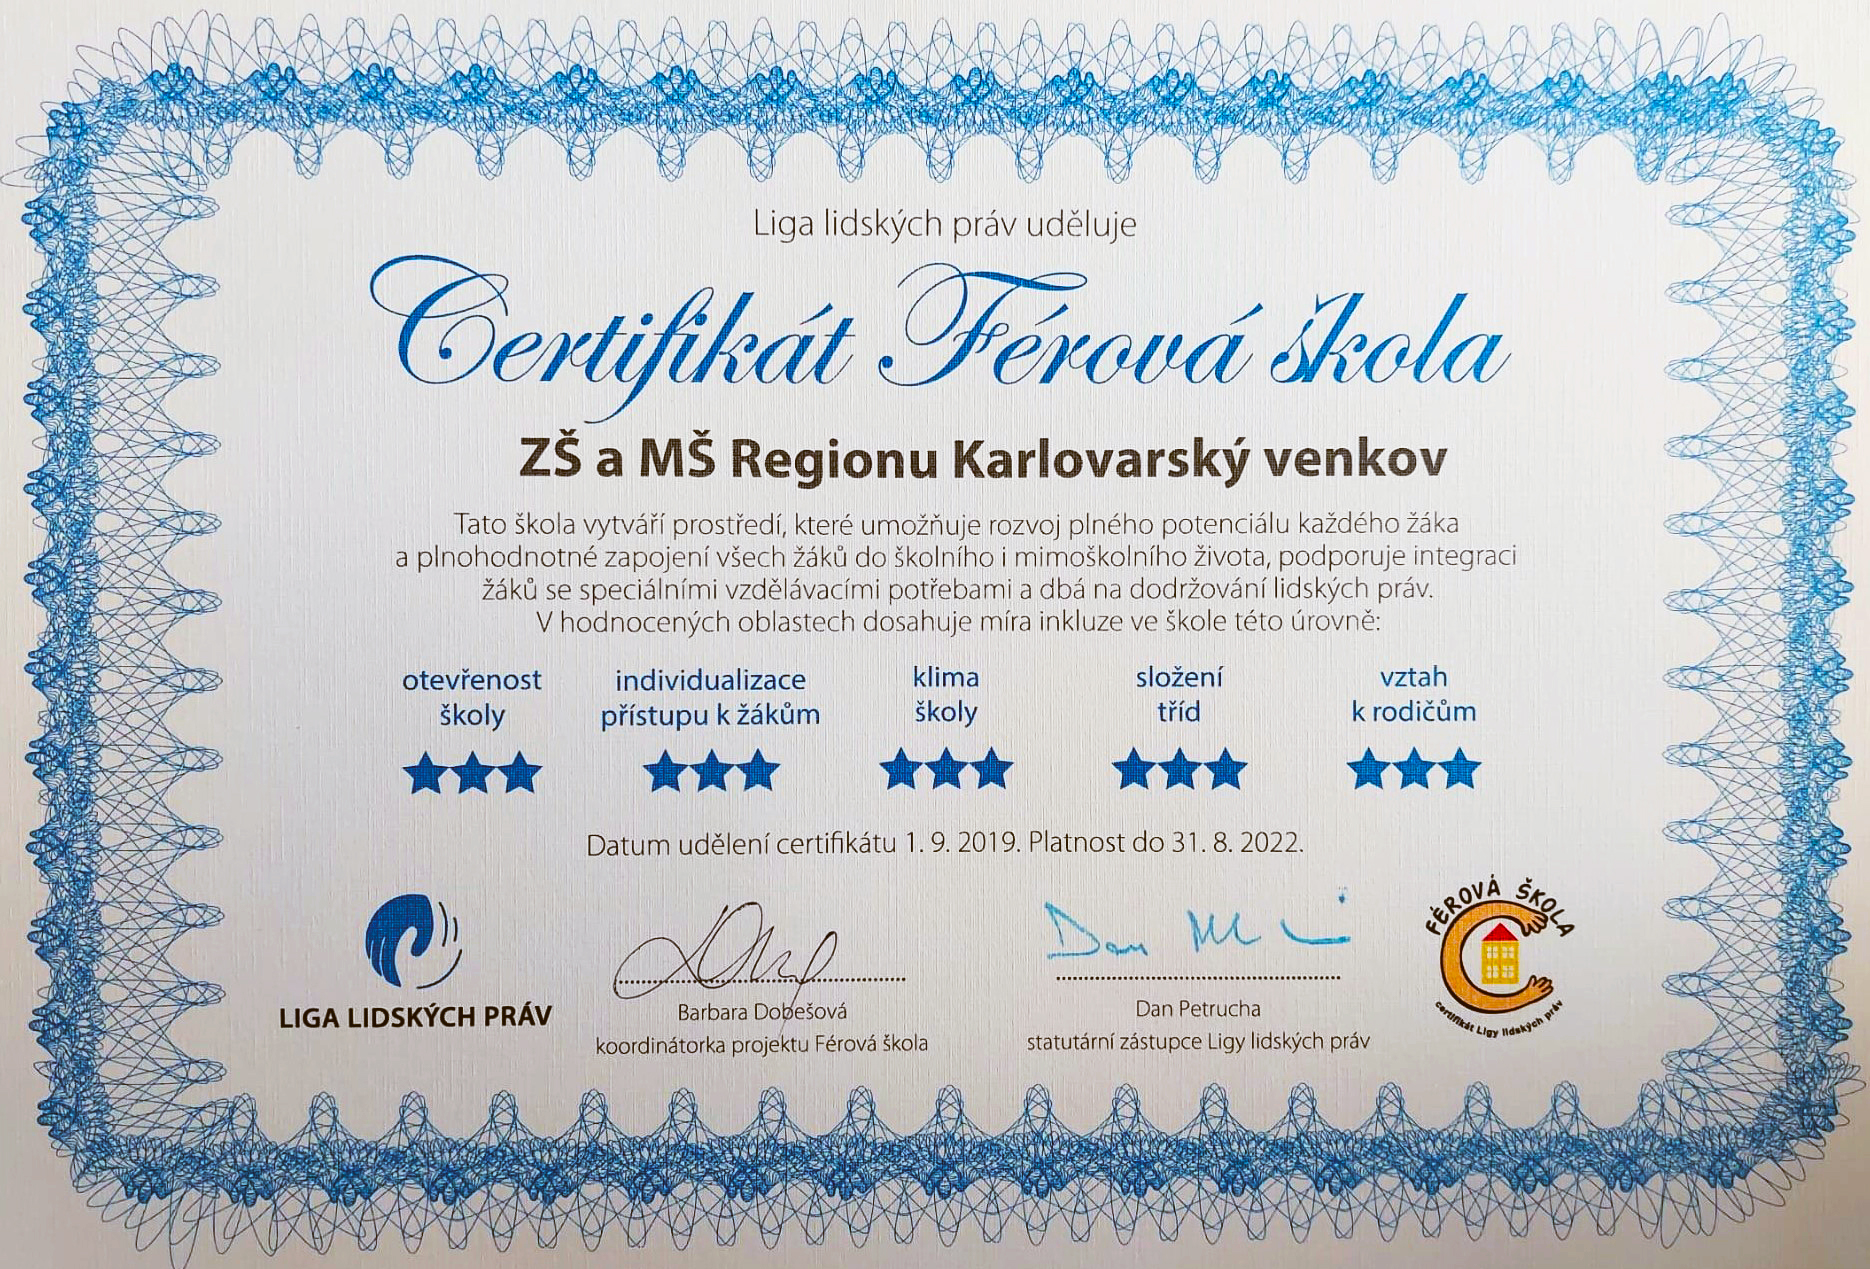 Liga lidských práv uděluje
Certifikát Férová škola
ZŠ a MŠ Regionu Karlovarský venkov
Tato škola vytváří prostředí, které umožňuje rozvoj plného potenciálu každého žáka
a plnohodnotné zapojení všech žáků do školního i mimoškolního života, podporuje integraci
žáků se speciálními vzdělávacími potřebami a dbá na dodržování lidských práv.
V hodnocených oblastech dosahuje míra inkluze ve škole této úrovně:
otevřenost
školy
individualizace
přístupu k žákům
klima
školy
složení
tříd
vztah
k rodičům
Datum udělení certifikátu 1. 9. 2019. Platnost do 31. 8. 2022.
LIGA LIDSKÝCH PRÁV
Barbara Dobešová
koordinátorka projektu Férová škola
Dan
Dan Petrucha
statutární zástupce Ligy lidských práv
FÉROVÁ ŠKOLA
certifikát Ligy lidských práv